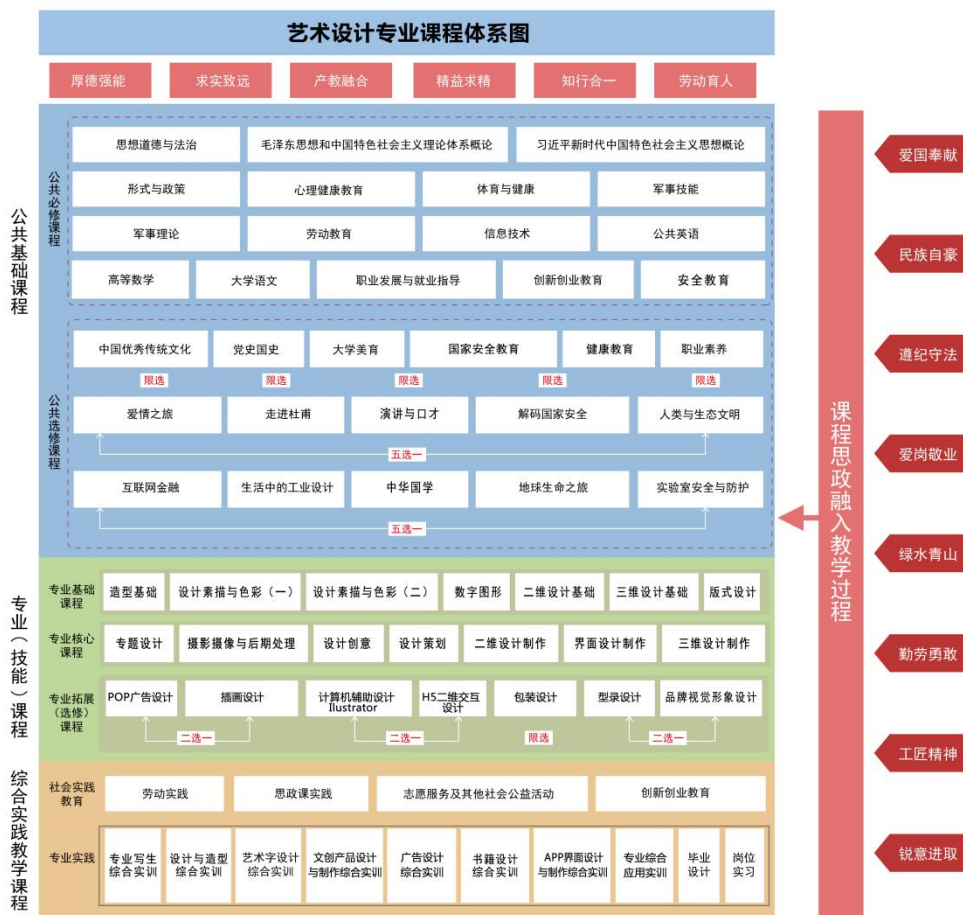 艺术设计专业课程体系图
厚德强能 求实致远 产教融合 精益求精 知行合一 劳动育人
公共基础课程
公共必修课程
思想道德与法治 毛泽东思想和中国特色社会主义理论体系概论 习近平新时代中国特色社会主义思想概论
形式与政策 心理健康教育 体育与健康 军事技能
军事理论 劳动教育 信息技术 公共英语
高等数学 大学语文 职业发展与就业指导 创新创业教育 安全教育
公共选修课程
中国优秀传统文化 党史国史 大学美育 国家安全教育 健康教育 职业素养
限选 限选 限选 限选 限选
爱情之旅 走进杜甫 演讲与口才 解码国家安全 人类与生态文明
五选一
互联网金融 生活中的工业设计 中华国学 地球生命之旅 实验室安全与防护
五选一
专业（技能）课程
专业基础
课程
造型基础 设计素描与色彩（一） 设计素描与色彩（二） 数字图形 二维设计基础 三维设计基础 版式设计
专业核心
课程
专题设计 摄影摄像与后期处理 设计创意 设计策划 二维设计制作 界面设计制作 三维设计制作
专业拓展
（选修）
课程
POP广告设计 插画设计 计算机辅助设计
Ilustrator H5二维交互
设计 包装设计 型录设计 品牌视觉形象设计
二选一 二选一 限选 二选一
综合实践教学课程
社会实践
教育
劳动实践 思政课实践 志愿服务及其他社会公益活动 创新创业教育
专业实践
专业写生
综合实训
设计与造型
综合实训
艺术字设计
综合实训
文创产品设计
与制作综合实训
广告设计
综合实训
书籍设计
综合实训
APP界面设计
与制作综合实训
专业综合
应用实训
毕业
设计
岗位
实习
课程思政融入教学过程
爱国奉献
民族自豪
遵纪守法
爱岗敬业
绿水青山
勤劳勇敢
工匠精神
锐意进取